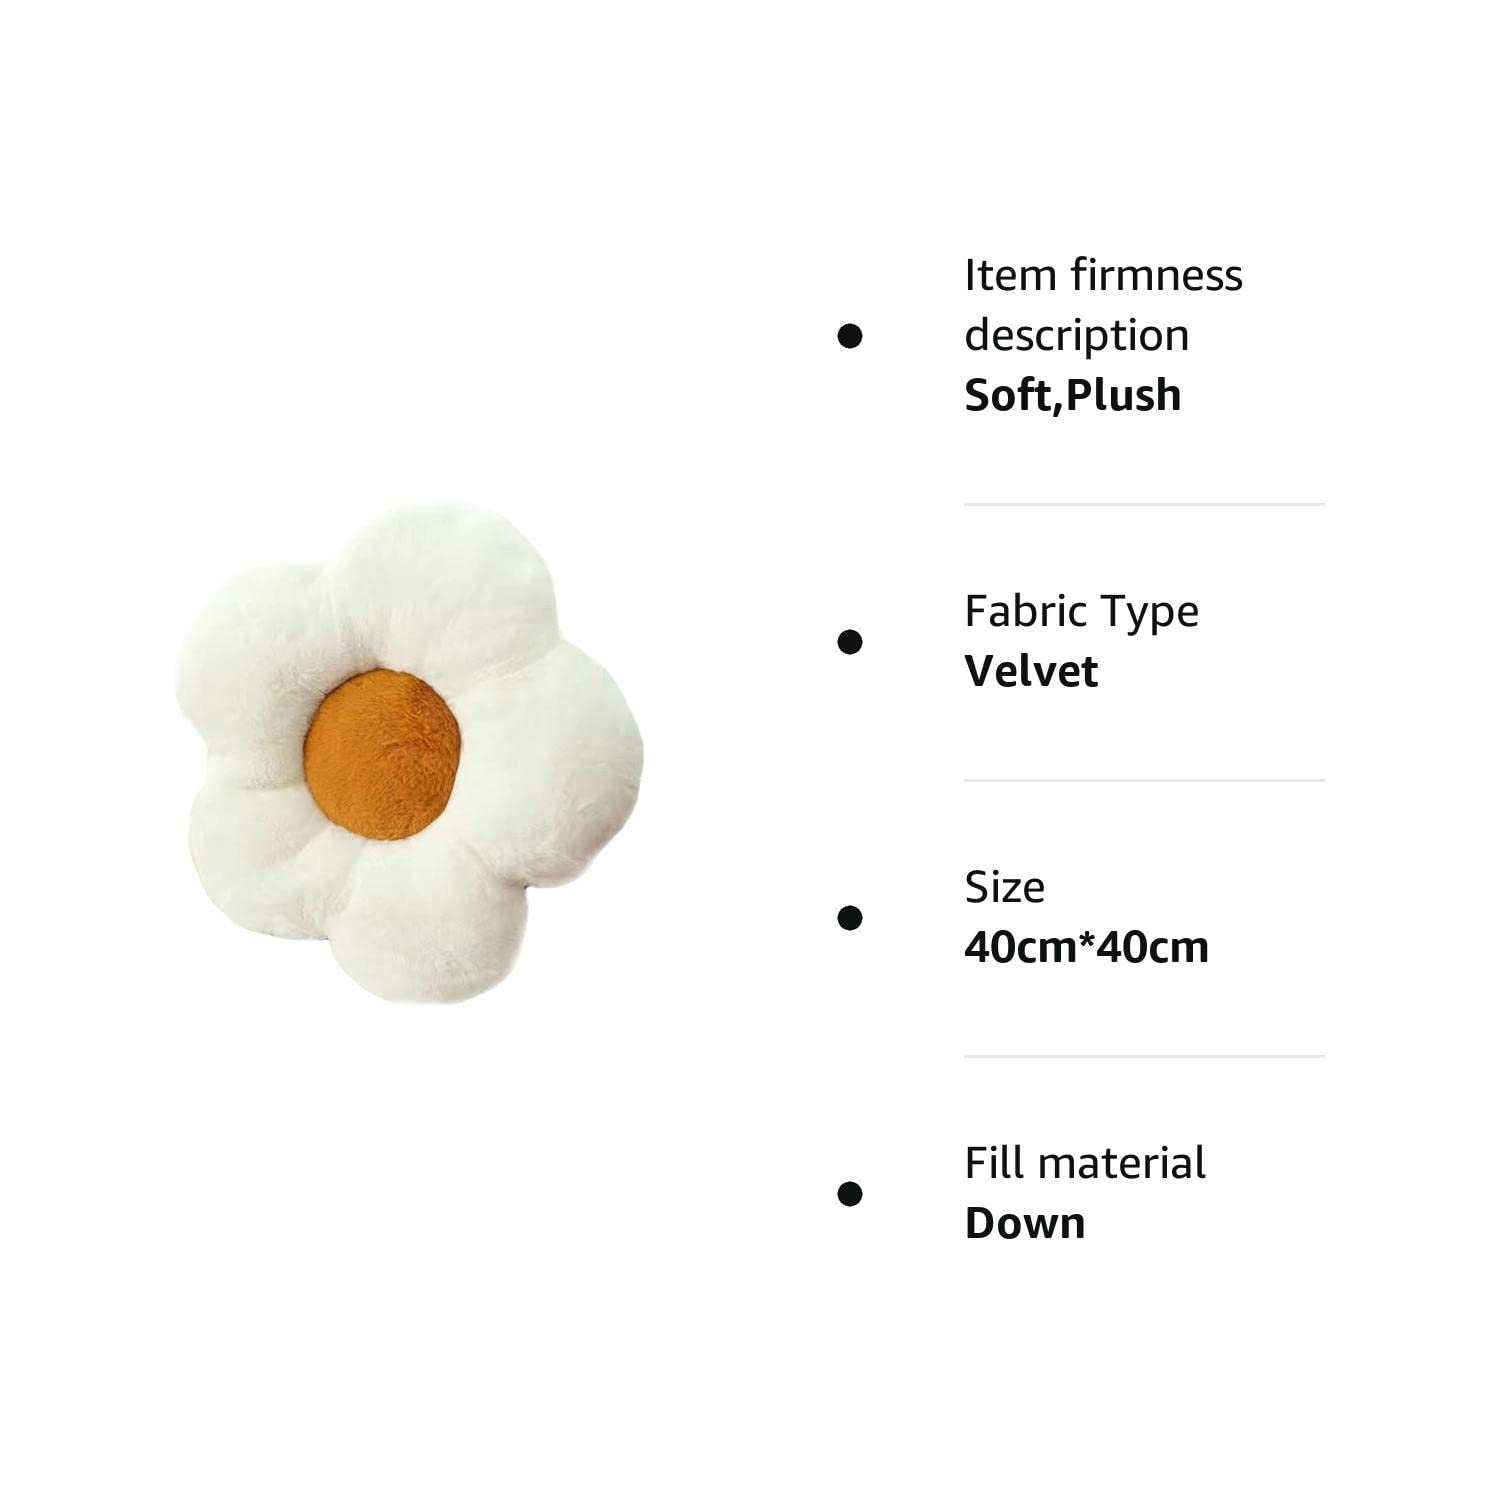 Item firmness
description
Soft,Plush
Fabric Type
Velvet
Size
40cm*40cm
Fill material
Down